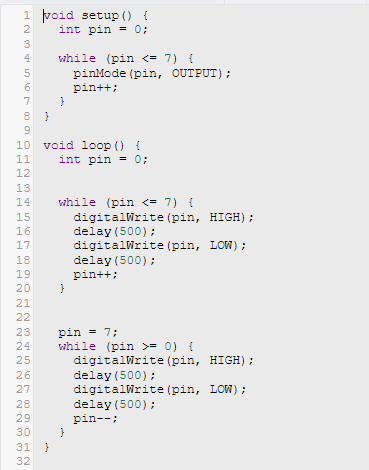 1 void setup() {
2   int pin = 0;
3
4   while (pin <= 7) {
5     pinMode(pin, OUTPUT);
6     pin++;
7   }
8 }
9
10 void loop() {
11   int pin = 0;
12
13
14   while (pin <= 7) {
15     digitalWrite(pin, HIGH);
16     delay(500);
17     digitalWrite(pin, LOW);
18     delay(500);
19     pin++;
20   }
21
22
23   pin = 7;
24   while (pin >= 0) {
25     digitalWrite(pin, HIGH);
26     delay(500);
27     digitalWrite(pin, LOW);
28     delay(500);
29     pin--;
30   }
31 }
32